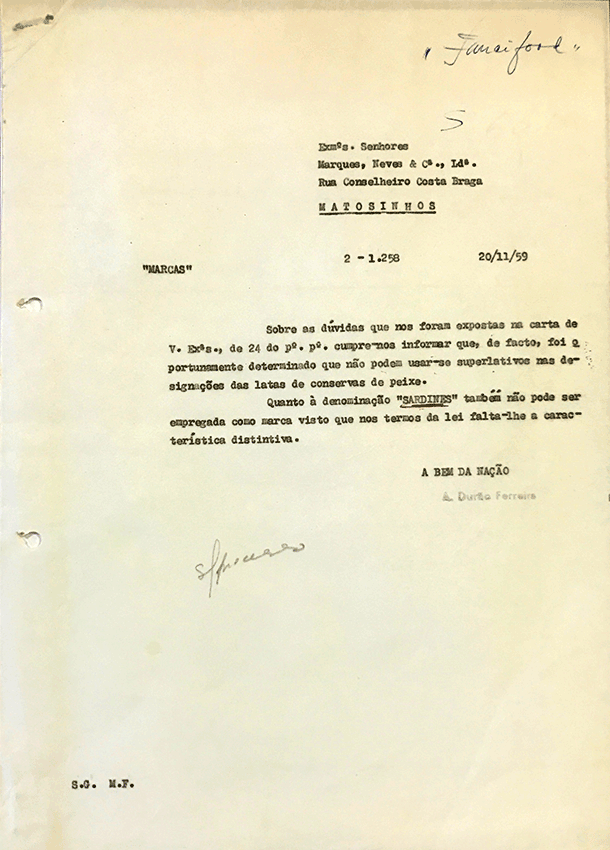 5
Exmºs. Senhores
Marques, Neves & Cª., Ldª.
Rua Conselheiro Costa Braga
MATOSINHOS
2 - 1.258 20/11/59
"MARCAS"
Sobre as dúvidas que nos foram expostas na carta de
V. Exªs., de 24 do pº. pº. cumpre-nos informar que, de facto, foi o
portunamente determinado que não podem usar-se superlativos nas de-
signações das latas de conservas de peixe.
Quanto à denominação "SARDINES" também não pode ser
empregada como marca visto que nos termos da lei falta-lhe a carac-
terística distintiva.
A BEM DA NAÇÃO
A. Durão Ferreira
S.G. M.F.